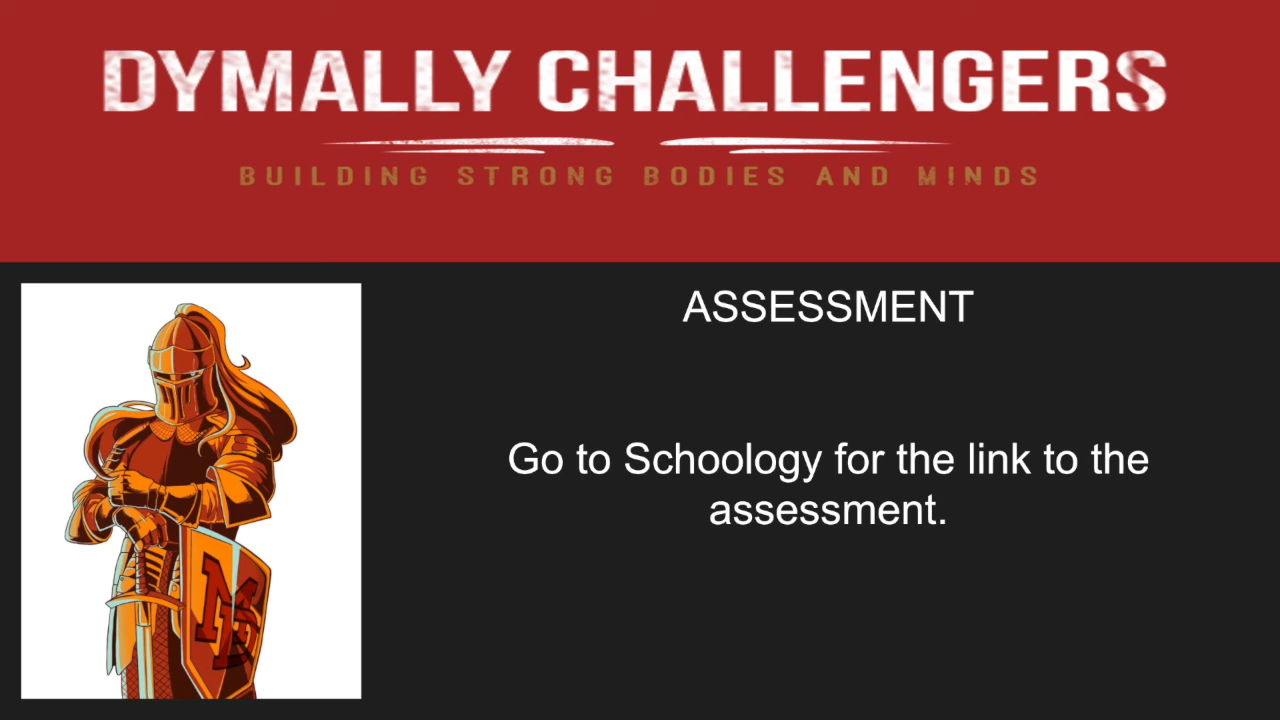 DYMALLY CHALLENGERS
BUILDING STRONG BODIES AND MINDS
ASSESSMENT
Go to Schoology for the link to the
assessment.